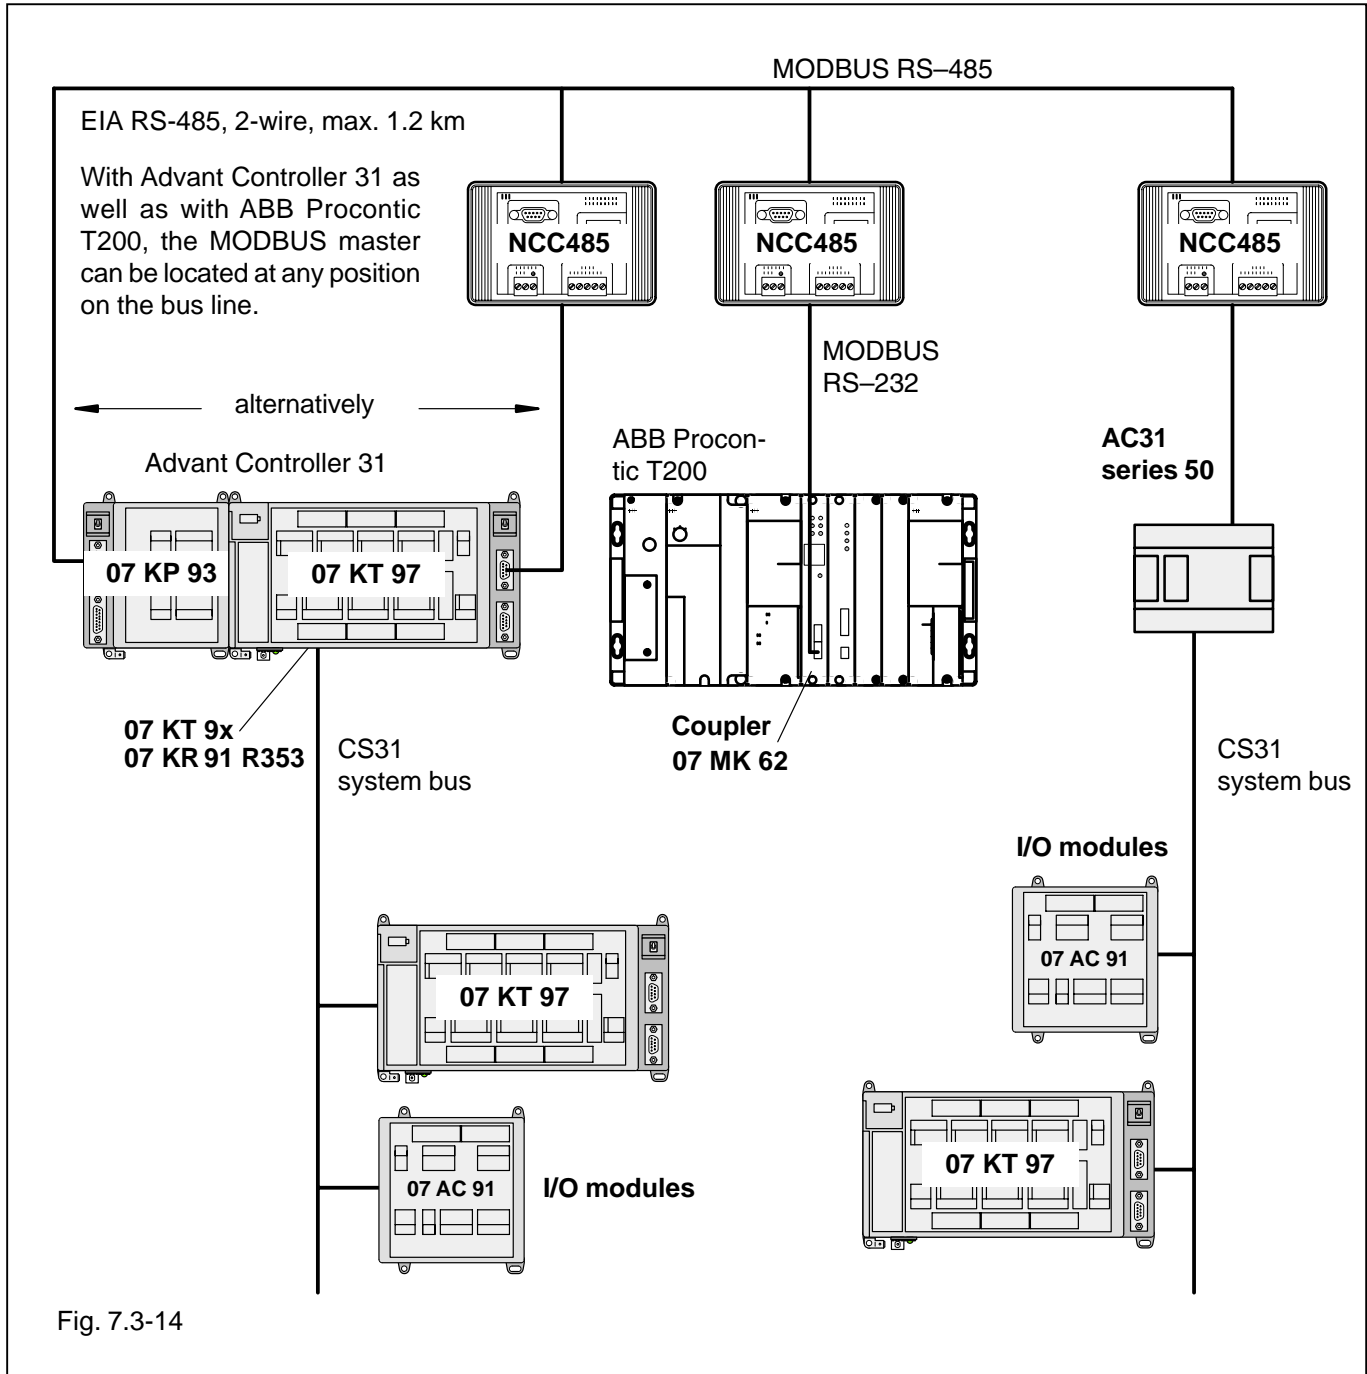 MODBUS RS–485
EIA RS-485, 2-wire, max. 1.2 km
With Advant Controller 31 as
well as with ABB Procontic
T200, the MODBUS master
can be located at any position
on the bus line.
NCC485
NCC485
NCC485
MODBUS
RS–232
alternatively
Advant Controller 31
ABB Procon-
tic T200
AC31
series 50
07 KP 93
07 KT 97
07 KT 9x
07 KR 91 R353
CS31
system bus
Coupler
07 MK 62
CS31
system bus
I/O modules
07 AC 91
07 KT 97
07 KT 97
07 AC 91
I/O modules
Fig. 7.3-14